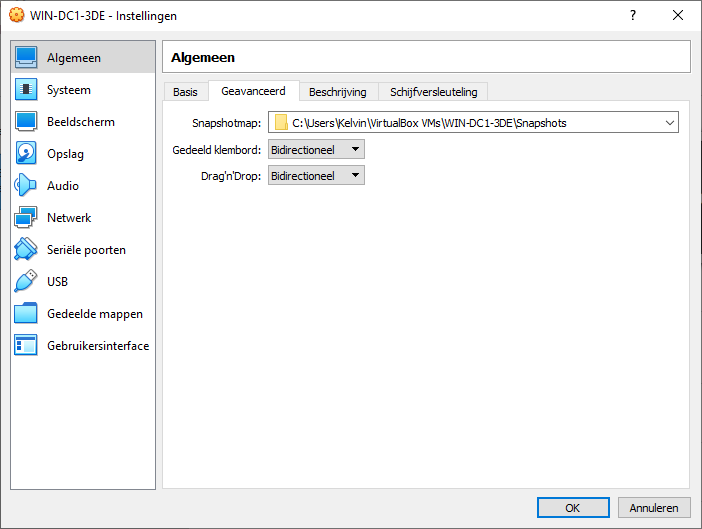 WIN-DC1-3DE - Instellingen
?
Algemeen
Systeem
Beeldscherm
Opslag
Audio
Netwerk
Seriële poorten
USB
Gedeelde mappen
Gebruikersinterface
Algemeen
Basis Geavanceerd Beschrijving Schijfversleuteling
Snapshotmap: C:\Users\Kelvin\VirtualBox VMs\WIN-DC1-3DE\Snapshots
Gedeeld klembord: Bidirectioneel
Drag'n'Drop: Bidirectioneel
OK Annuleren